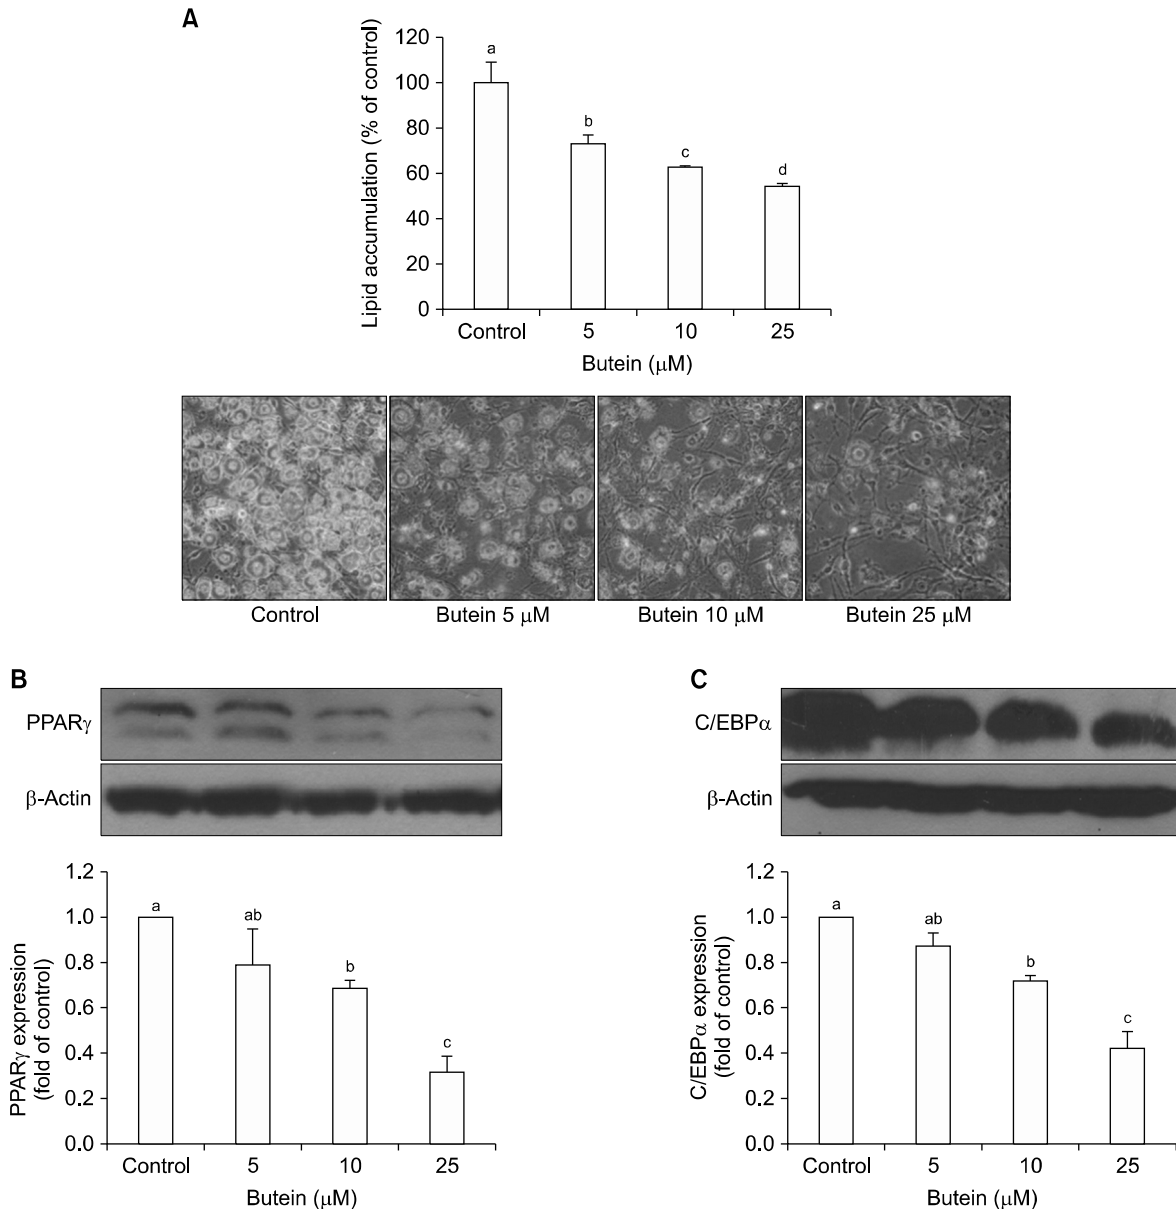 A
Lipid accumulation (% of control)
120
100
80
60
40
20
0
a
b
c
d
Control 5 10 25
Butein (μM)
Control Butein 5 μM Butein 10 μM Butein 25 μM
B
PPARγ
β-Actin
PPARγ expression
(fold of control)
1.2
1.0
0.8
0.6
0.4
0.2
0.0
a
ab
b
c
Control 5 10 25
Butein (μM)
C
C/EBPα
β-Actin
C/EBPα expression
(fold of control)
1.2
1.0
0.8
0.6
0.4
0.2
0.0
a
ab
b
c
Control 5 10 25
Butein (μM)